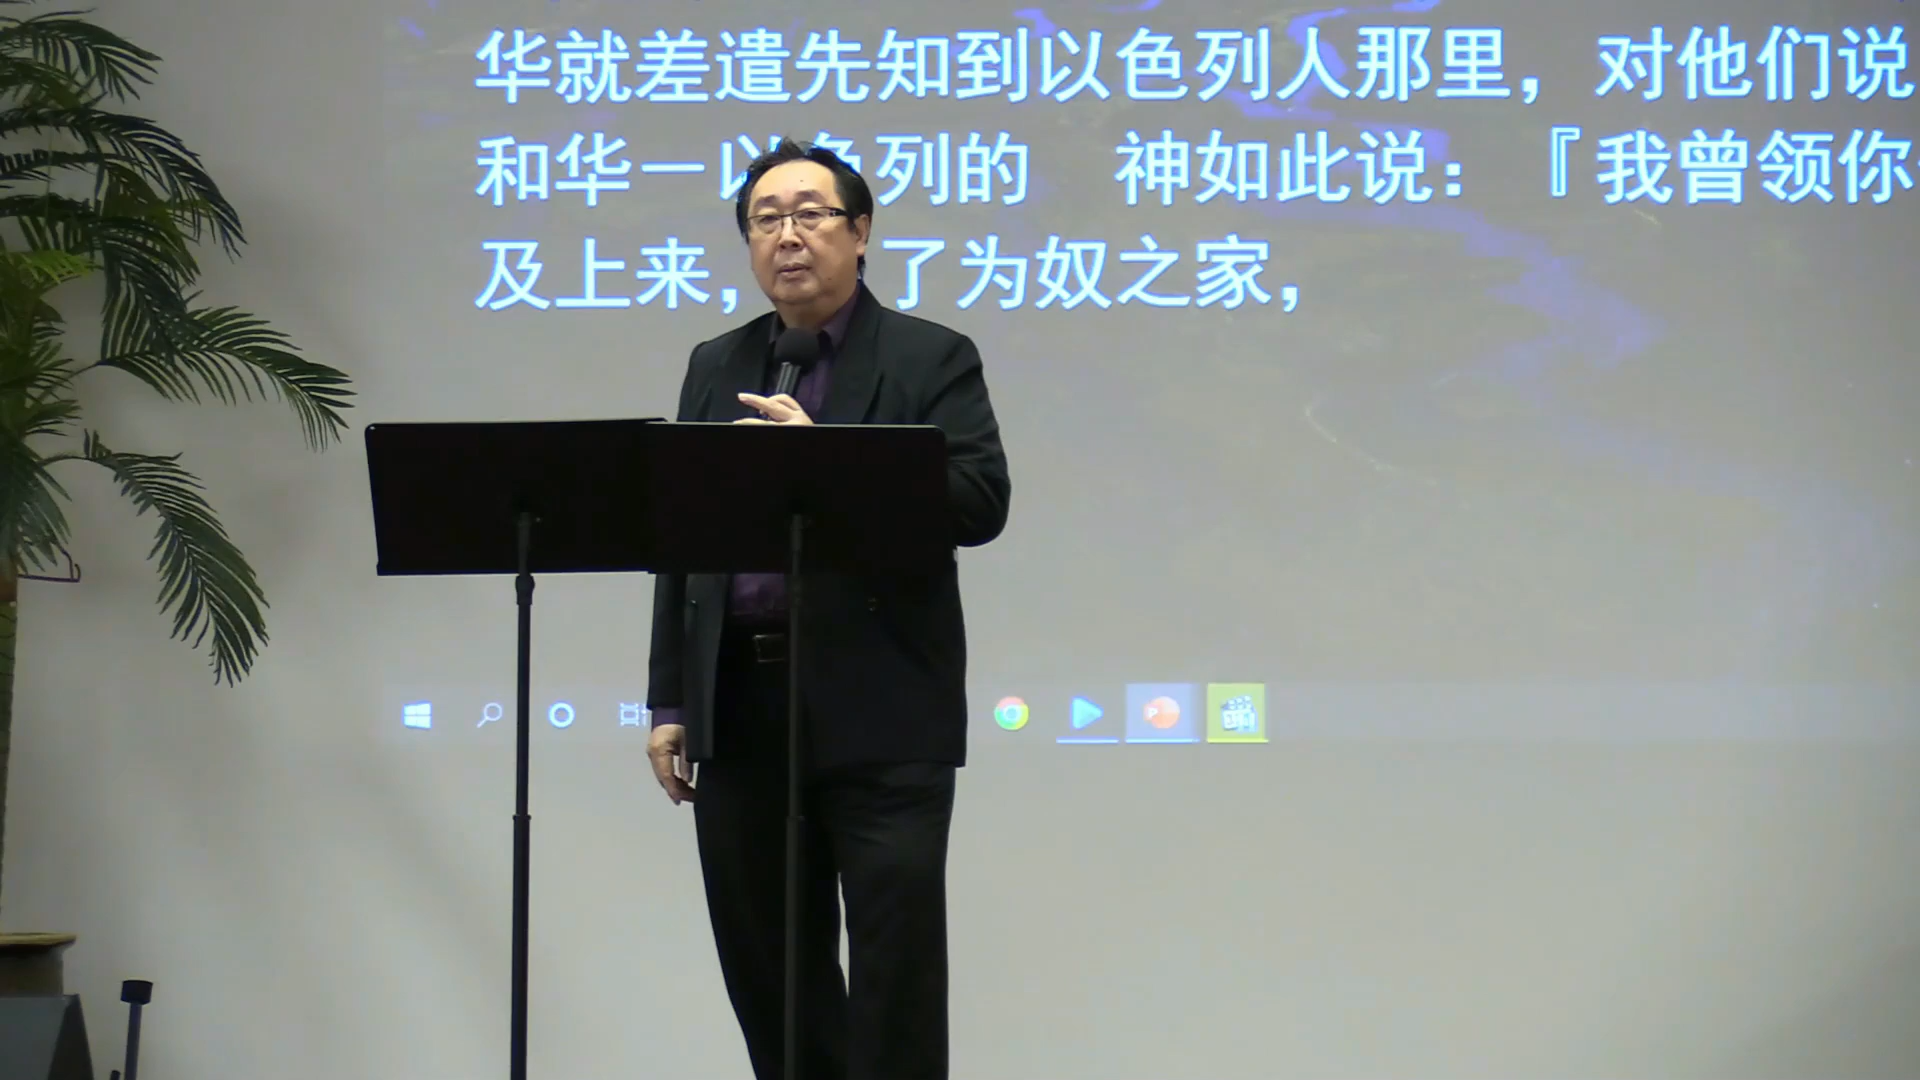 华就差遣先知到以色列人那里，对他们说
和华－以色列的 神如此说：『我曾领你
及上来， 了为奴之家，